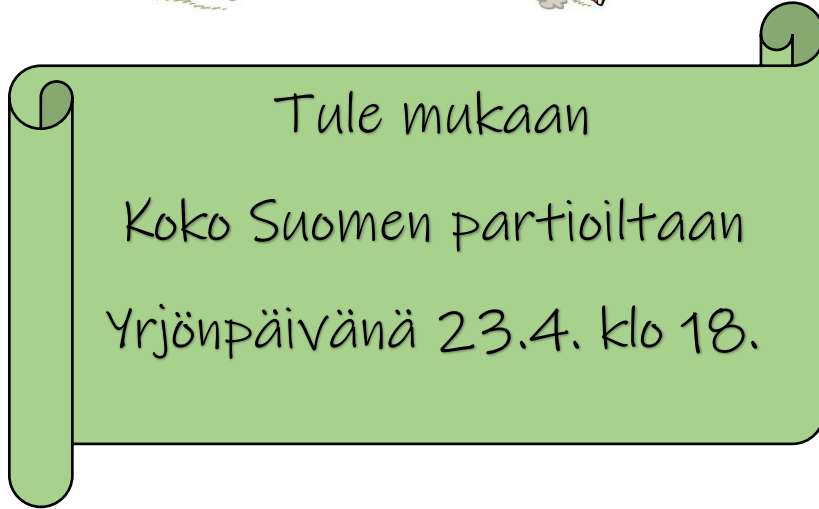 Tule mukaan
Koko Suomen partioiltaan
Yrjönpäivänä 23.4. klo 18.